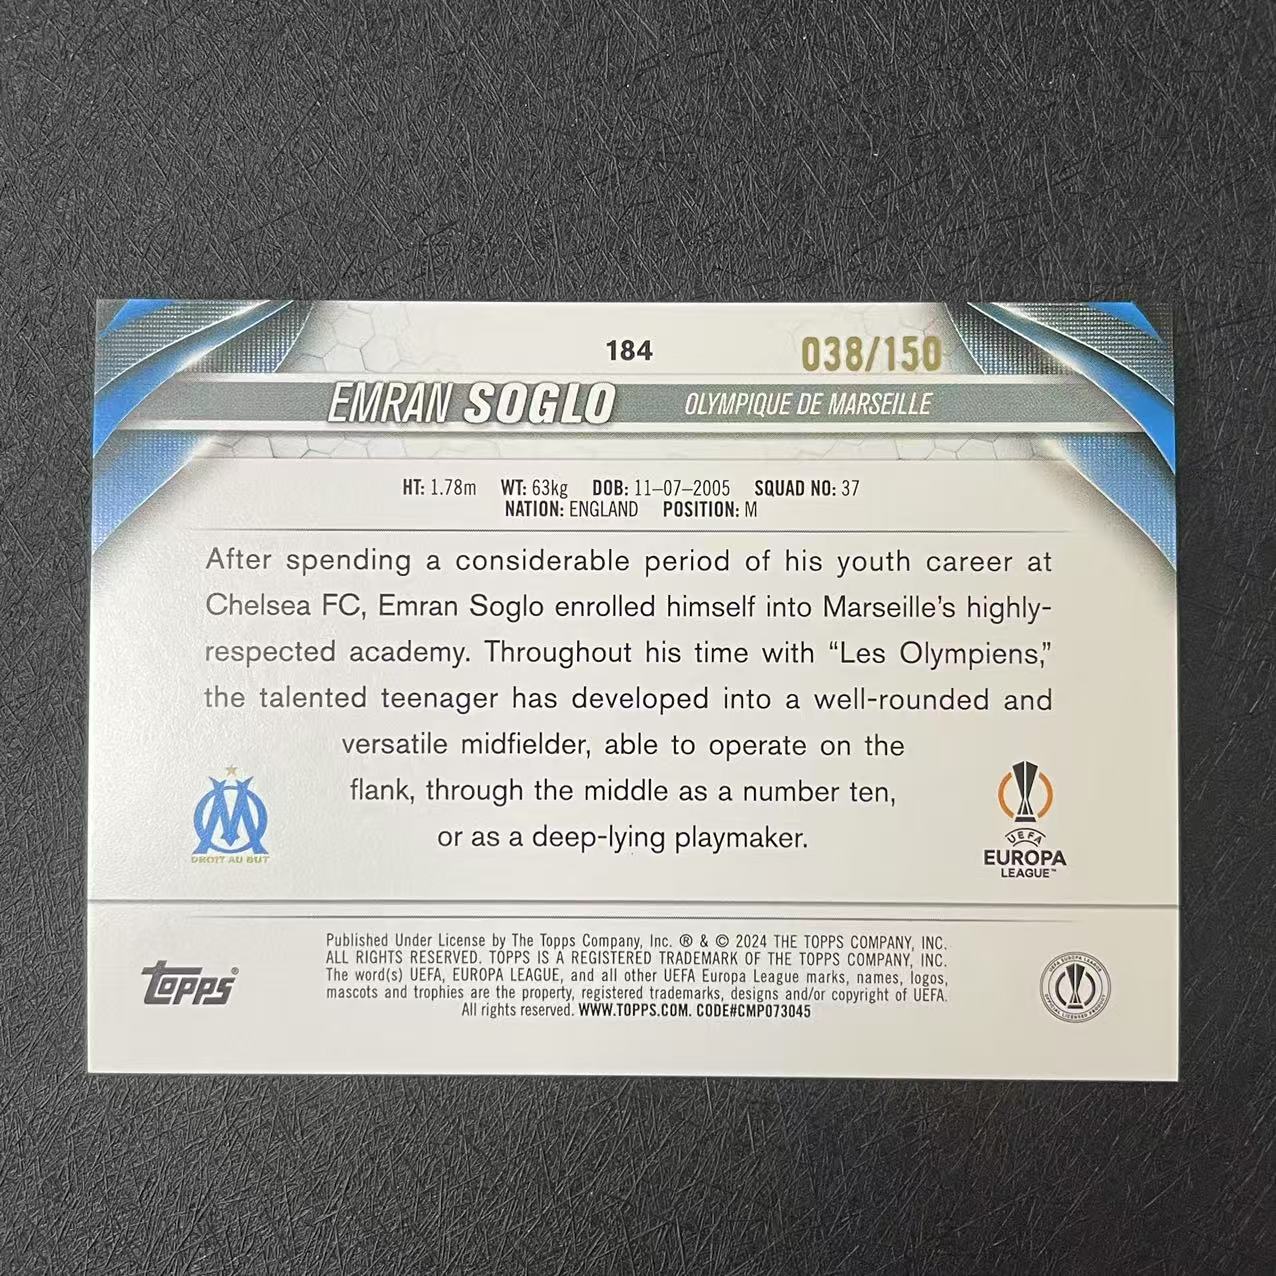 184 038/150
EMRAN SOGLO OLYMPIQUE DE MARSEILLE
HT: 1.78m WT: 63kg DOB: 11-07-2005 SQUAD NO: 37
NATION: ENGLAND POSITION: M
After spending a considerable period of his youth career at
Chelsea FC, Emran Soglo enrolled himself into Marseille's highly-
respected academy. Throughout his time with “Les Olympiens,”
the talented teenager has developed into a well-rounded and
versatile midfielder, able to operate on the
flank, through the middle as a number ten,
or as a deep-lying playmaker.
DROIT AU BUT
UEFA
EUROPA
LEAGUE™
topps®
Published Under License by The Topps Company, Inc. ® & © 2024 THE TOPPS COMPANY, INC.
ALL RIGHTS RESERVED. TOPPS IS A REGISTERED TRADEMARK OF THE TOPPS COMPANY, INC.
The word(s) UEFA, EUROPA LEAGUE, and all other UEFA Europa League marks, names, logos,
mascots and trophies are the property, registered trademarks, designs and/or copyright of UEFA.
All rights reserved. WWW.TOPPS.COM. CODE#CMP073045
UEFA EUROPA LEAGUE
OFFICIAL LICENSED PRODUCT